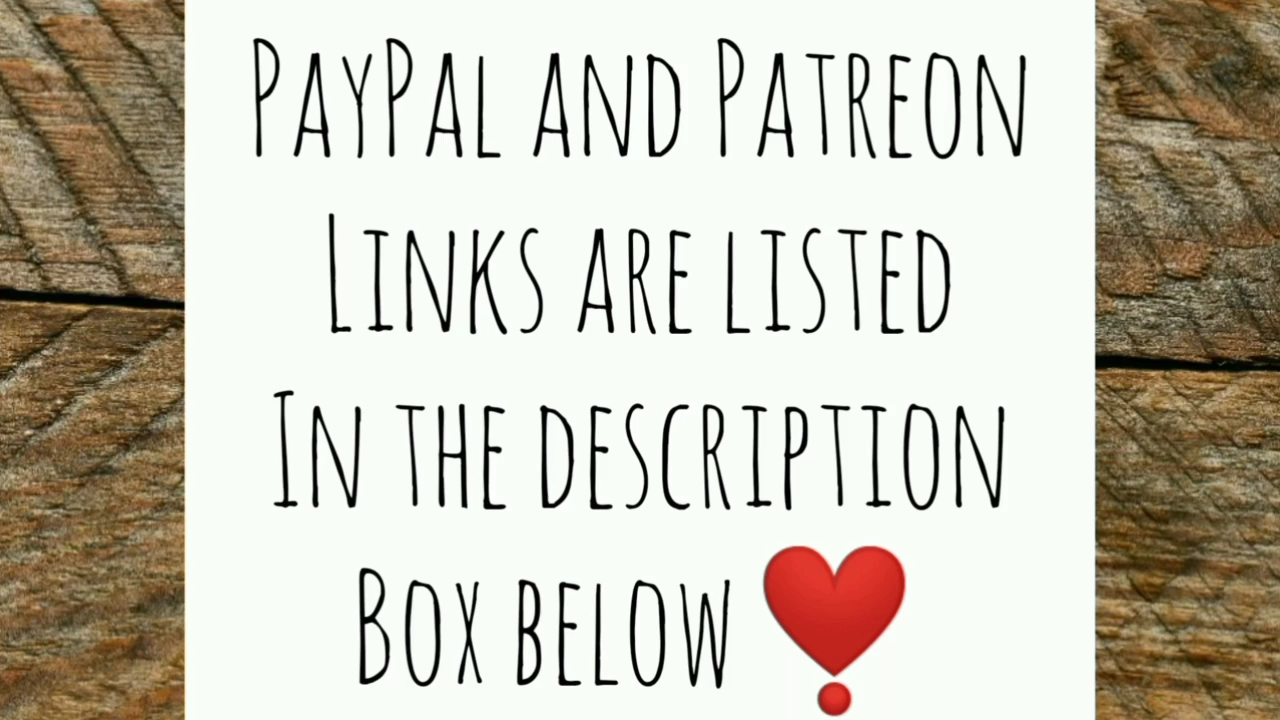 PayPal and Patreon
Links are listed
In the description
Box below ❣️